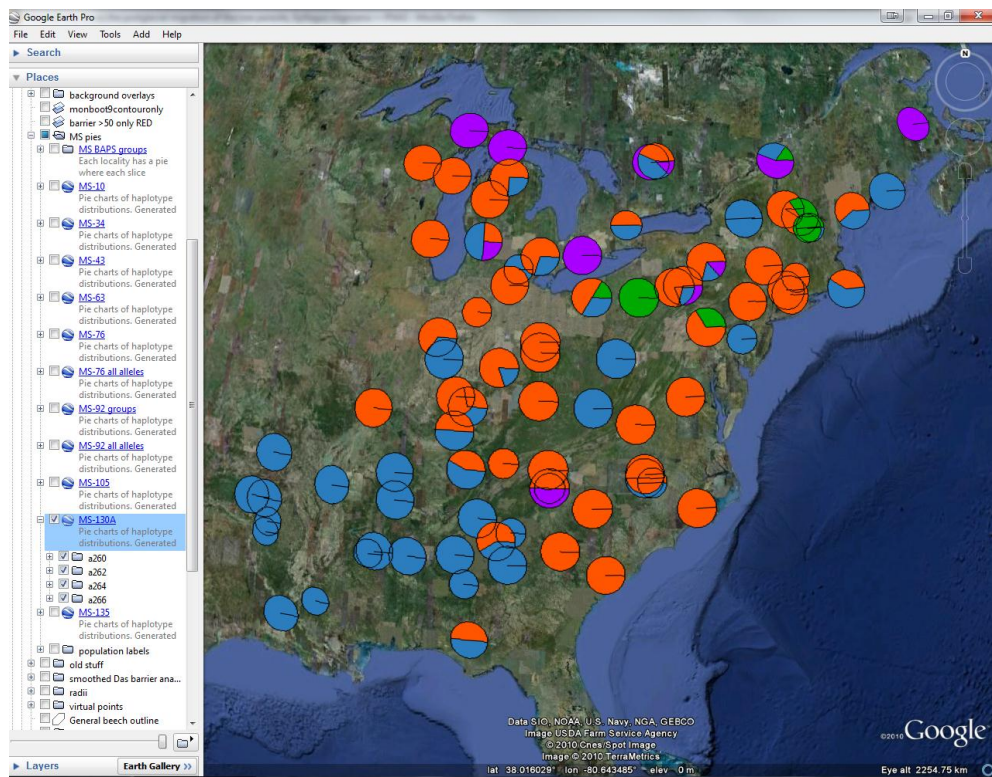 Google Earth Pro
File Edit View Tools Add Help
Search
Places
background overlays
monboot9contouronly
barrier >50 only RED
MS pies
MS BAPS groups
Each locality has a pie
where each slice
MS-10
Pie charts of haplotype
distributions. Generated
MS-34
Pie charts of haplotype
distributions. Generated
MS-43
Pie charts of haplotype
distributions. Generated
MS-63
Pie charts of haplotype
distributions. Generated
MS-76
Pie charts of haplotype
distributions. Generated
MS-76 all alleles
Pie charts of haplotype
distributions. Generated
MS-92 groups
Pie charts of haplotype
distributions. Generated
MS-92 all alleles
Pie charts of haplotype
distributions. Generated
MS-105
Pie charts of haplotype
distributions. Generated
MS-130A
Pie charts of haplotype
distributions. Generated
a260
a262
a264
a266
MS-135
Pie charts of haplotype
distributions. Generated
population labels
old stuff
smoothed Das barrier ana...
radii
virtual points
General beech outline
Layers
Earth Gallery >>
N
Data SIO, NOAA, U.S. Navy, NGA, GEBCO
Image USDA Farm Service Agency
© 2010 Cnes/Spot Image
Image © 2010 TerraMetrics
©2010 Google
lat 38.016029° lon -80.643485° elev 0 m
Eye alt 2254.75 km